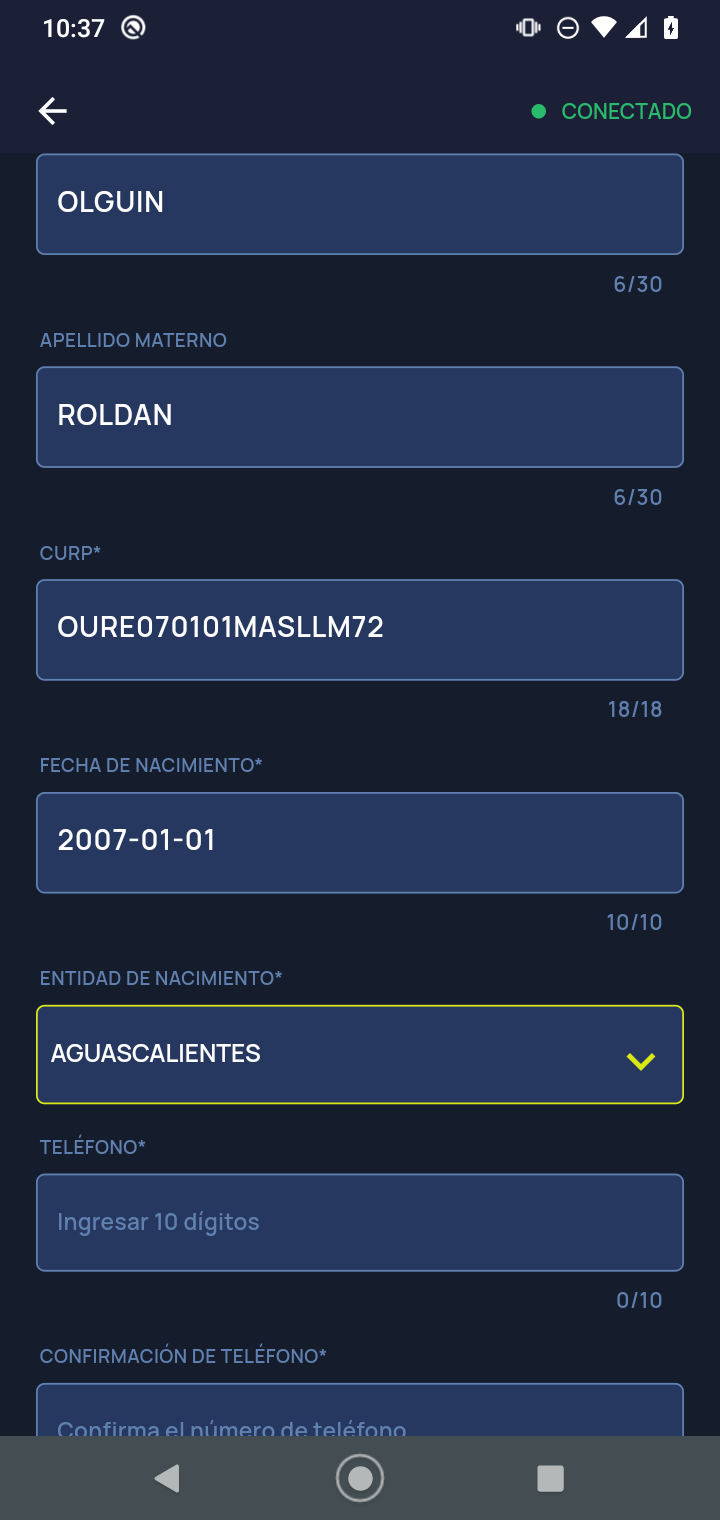 10:37
CONECTADO
OLGUIN
6/30
APELLIDO MATERNO
ROLDAN
6/30
CURP*
OURE070101MASLLM72
18/18
FECHA DE NACIMIENTO*
2007-01-01
10/10
ENTIDAD DE NACIMIENTO*
AGUASCALIENTES
TELÉFONO*
Ingresar 10 dígitos
0/10
CONFIRMACIÓN DE TELÉFONO*
Confirma el número de teléfono